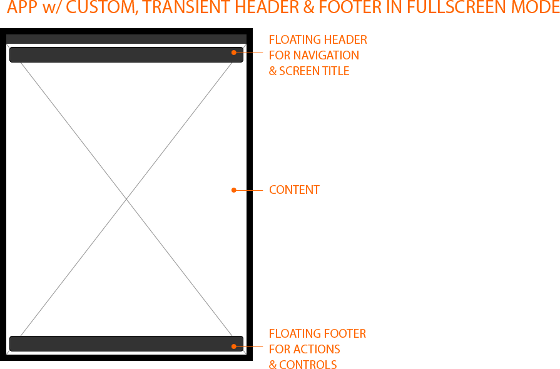 APP w/ CUSTOM, TRANSIENT HEADER & FOOTER IN FULLSCREEN MODE
FLOATING HEADER
FOR NAVIGATION
& SCREEN TITLE
CONTENT
FLOATING FOOTER
FOR ACTIONS
& CONTROLS